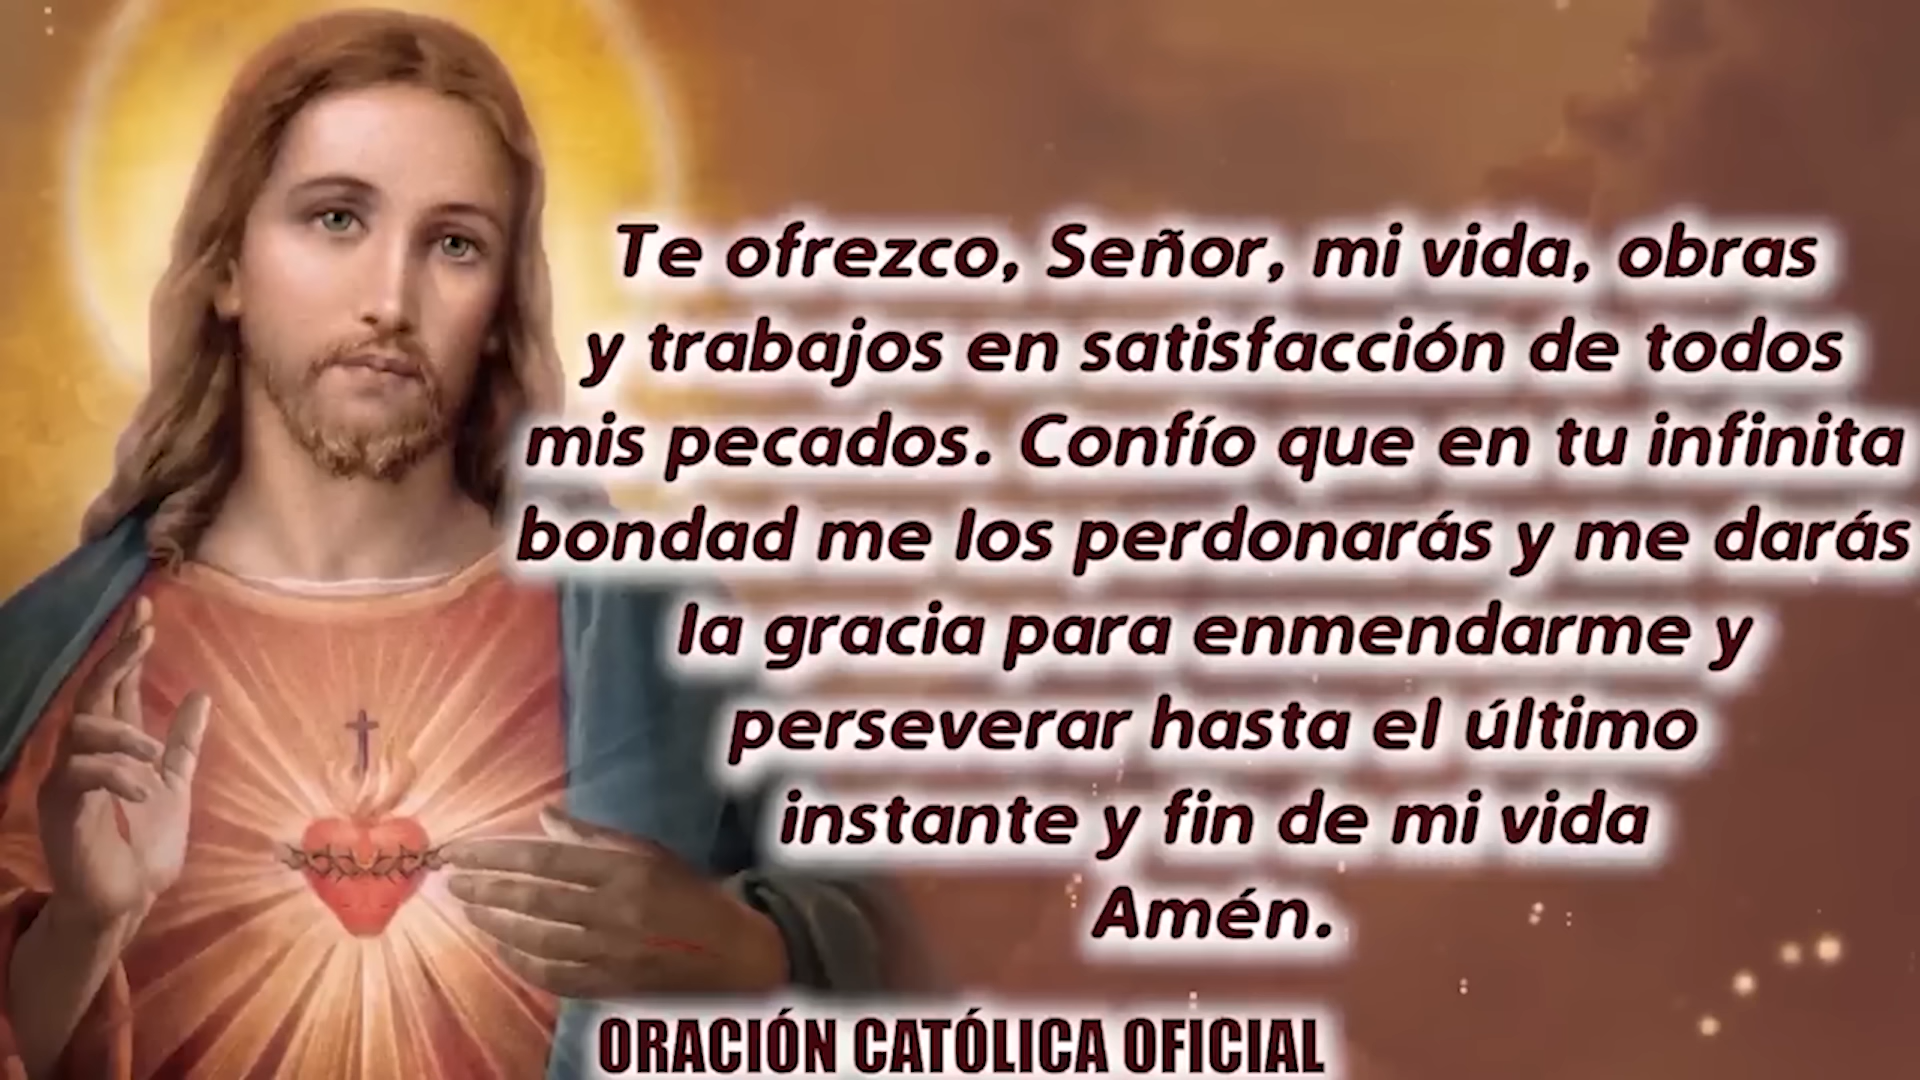 Te ofrezco, Señor, mi vida, obras
y trabajos en satisfacción de todos
mis pecados. Confío que en tu infinita
bondad me los perdonarás y me darás
la gracia para enmendarme y
perseverar hasta el último
instante y fin de mi vida
Amén.
ORACIÓN CATÓLICA OFICIAL